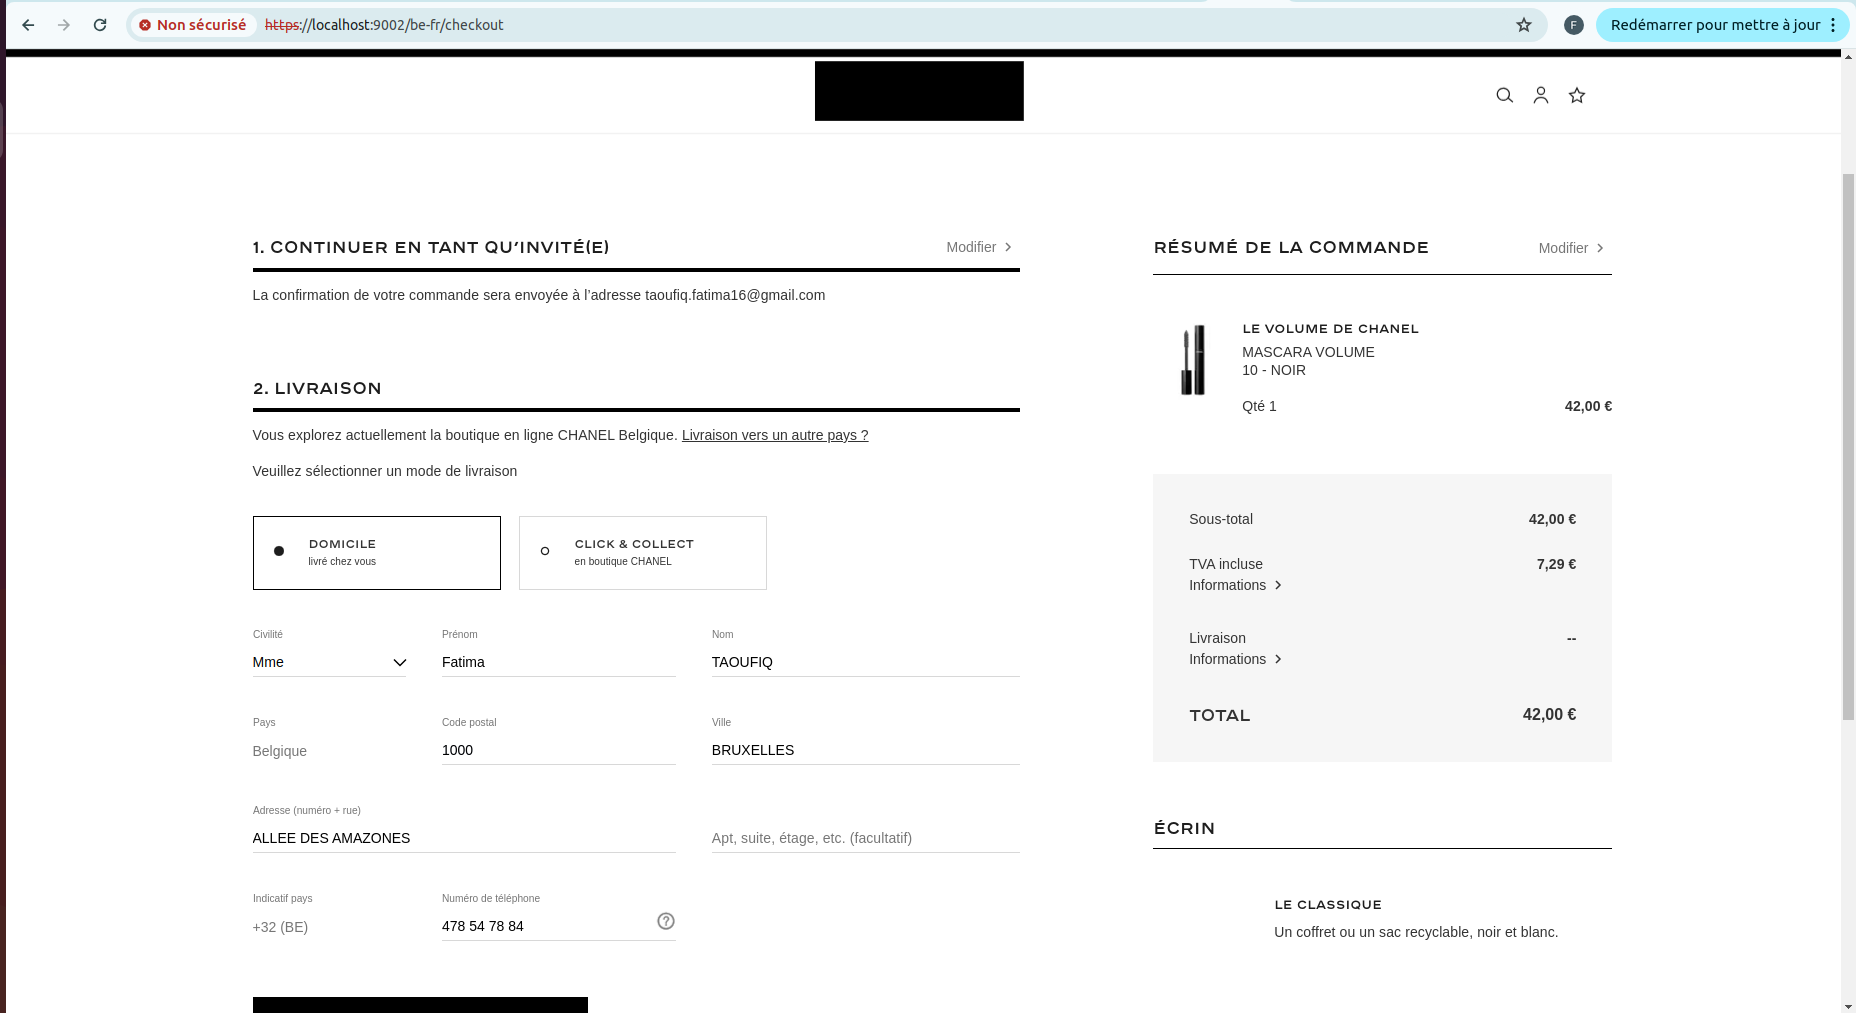 Non sécurisé https://localhost:9002/be-fr/checkout F Redémarrer pour mettre à jour
1. CONTINUER EN TANT QU'INVITÉ(E) Modifier
La confirmation de votre commande sera envoyée à l'adresse taoufiq.fatima16@gmail.com
2. LIVRAISON
Vous explorez actuellement la boutique en ligne CHANEL Belgique. Livraison vers un autre pays ?
Veuillez sélectionner un mode de livraison
DOMICILE
livré chez vous
CLICK & COLLECT
en boutique CHANEL
Civilité Prénom Nom
Mme Fatima TAOUFIQ
Pays Code postal Ville
Belgique 1000 BRUXELLES
Adresse (numéro + rue)
ALLEE DES AMAZONES Apt, suite, étage, etc. (facultatif)
Indicatif pays Numéro de téléphone
+32 (BE) 478 54 78 84 ?
RÉSUMÉ DE LA COMMANDE Modifier
LE VOLUME DE CHANEL
MASCARA VOLUME
10 - NOIR
Qté 1 42,00 €
Sous-total 42,00 €
TVA incluse 7,29 €
Informations
Livraison --
Informations
TOTAL 42,00 €
ÉCRIN
LE CLASSIQUE
Un coffret ou un sac recyclable, noir et blanc.